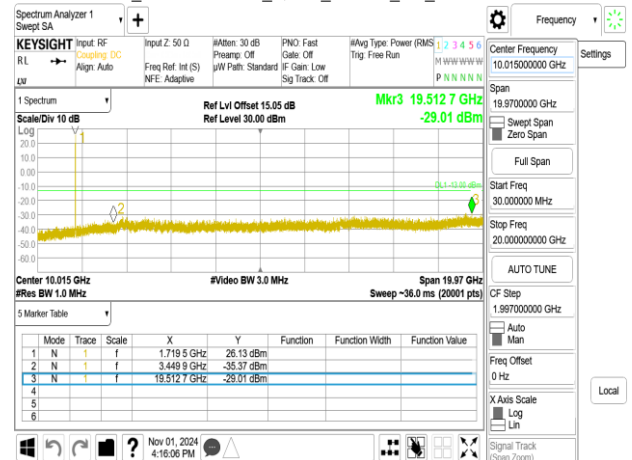 Spectrum Analyzer 1
Swept SA
Frequency
KEYSIGHT
RL
Input: RF
Coupling: DC
Align: Auto
Input Z: 50 Ω
Freq Ref: Int (S)
NFE: Adaptive
#Atten: 30 dB
Preamp: Off
µW Path: Standard
PNO: Fast
Gate: Off
IF Gain: Low
Sig Track: Off
#Avg Type: Power (RMS
Trig: Free Run
1 2 3 4 5 6
M W W W W W
P N N N N N
1 Spectrum
Scale/Div 10 dB
Ref Lvl Offset 15.05 dB
Ref Level 30.00 dBm
Mkr3 19.512 7 GHz
-29.01 dBm
Log
20.0
10.0
0.00
-10.0
-20.0
-30.0
-40.0
-50.0
-60.0
1
2
3
DL1 -13.00 dBm
Center 10.015 GHz
#Res BW 1.0 MHz
#Video BW 3.0 MHz
Span 19.97 GHz
Sweep ~36.0 ms (20001 pts)
5 Marker Table
Mode Trace Scale X Y Function Function Width Function Value
1 N 1 f 1.719 5 GHz 26.13 dBm
2 N 1 f 3.449 9 GHz -35.37 dBm
3 N 1 f 19.512 7 GHz -29.01 dBm
4
5
6
Nov 01, 2024
4:16:06 PM
Center Frequency
10.015000000 GHz
Settings
Span
19.9700000 GHz
Swept Span
Zero Span
Full Span
Start Freq
30.000000 MHz
Stop Freq
20.000000000 GHz
AUTO TUNE
CF Step
1.997000000 GHz
Auto
Man
Freq Offset
0 Hz
X Axis Scale
Log
Lin
Local
Signal Track
(Span Zoom)